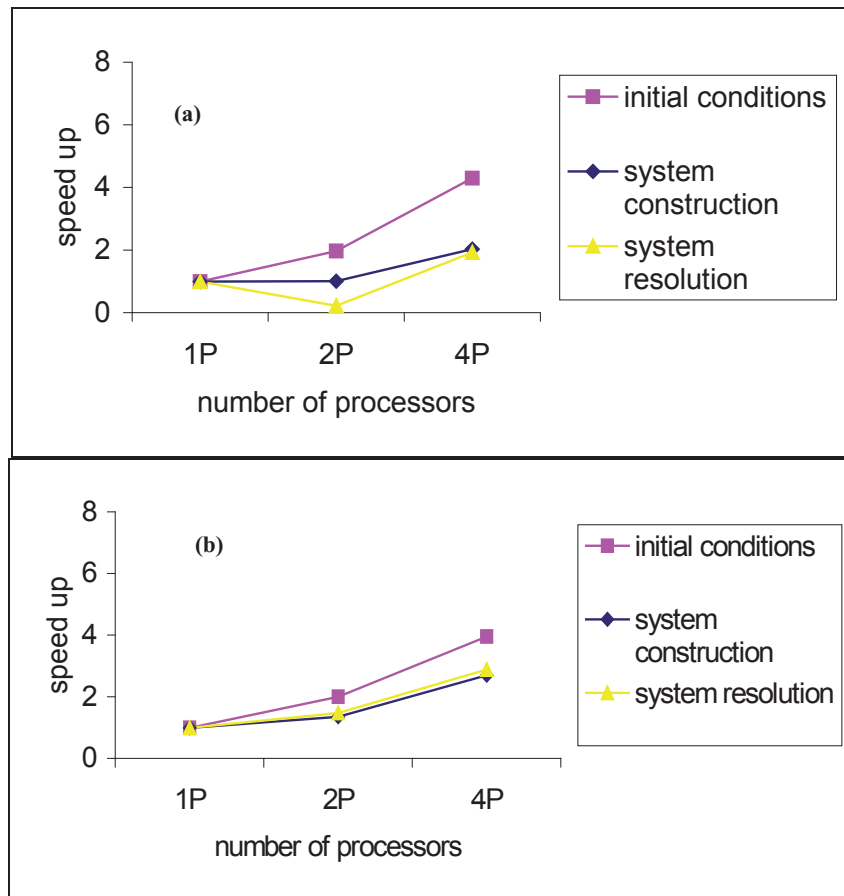 8
6
4
2
0
speed up
(a)
1P
2P
4P
number of processors
initial conditions
system
construction
system
resolution
8
6
4
2
0
speed up
(b)
1P
2P
4P
number of processors
initial conditions
system
construction
system resolution